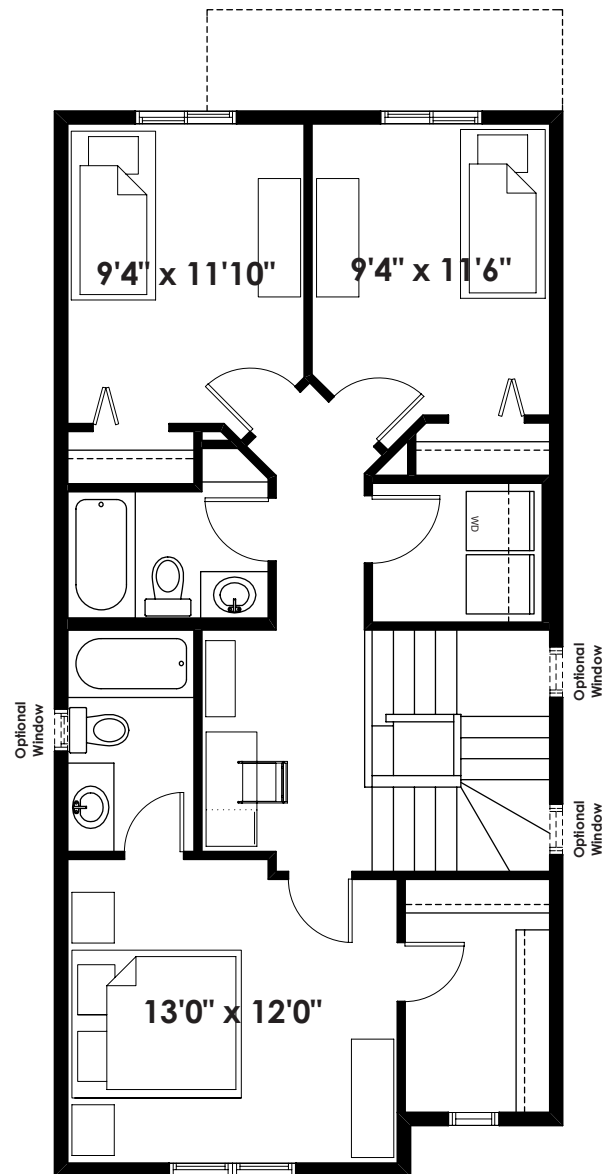 9'4" x 11'10"
9'4" x 11'6"
WD
Optional
Window
Optional
Window
Optional
Window
13'0" x 12'0"